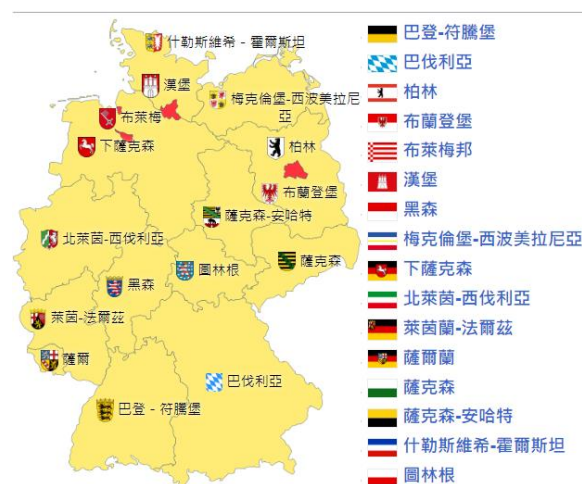 什勒斯維希 - 霍爾斯坦
漢堡
梅克倫堡-西波美拉尼
亞
布萊梅
下薩克森
柏林
布蘭登堡
薩克森-安哈特
北萊茵-西伐利亞
薩克森
圖林根
黑森
萊茵-法爾茲
薩爾
巴伐利亞
巴登 - 符騰堡
巴登-符騰堡
巴伐利亞
柏林
布蘭登堡
布萊梅邦
漢堡
黑森
梅克倫堡-西波美拉尼亞
下薩克森
北萊茵-西伐利亞
萊茵蘭-法爾茲
薩爾蘭
薩克森
薩克森-安哈特
什勒斯維希-霍爾斯坦
圖林根